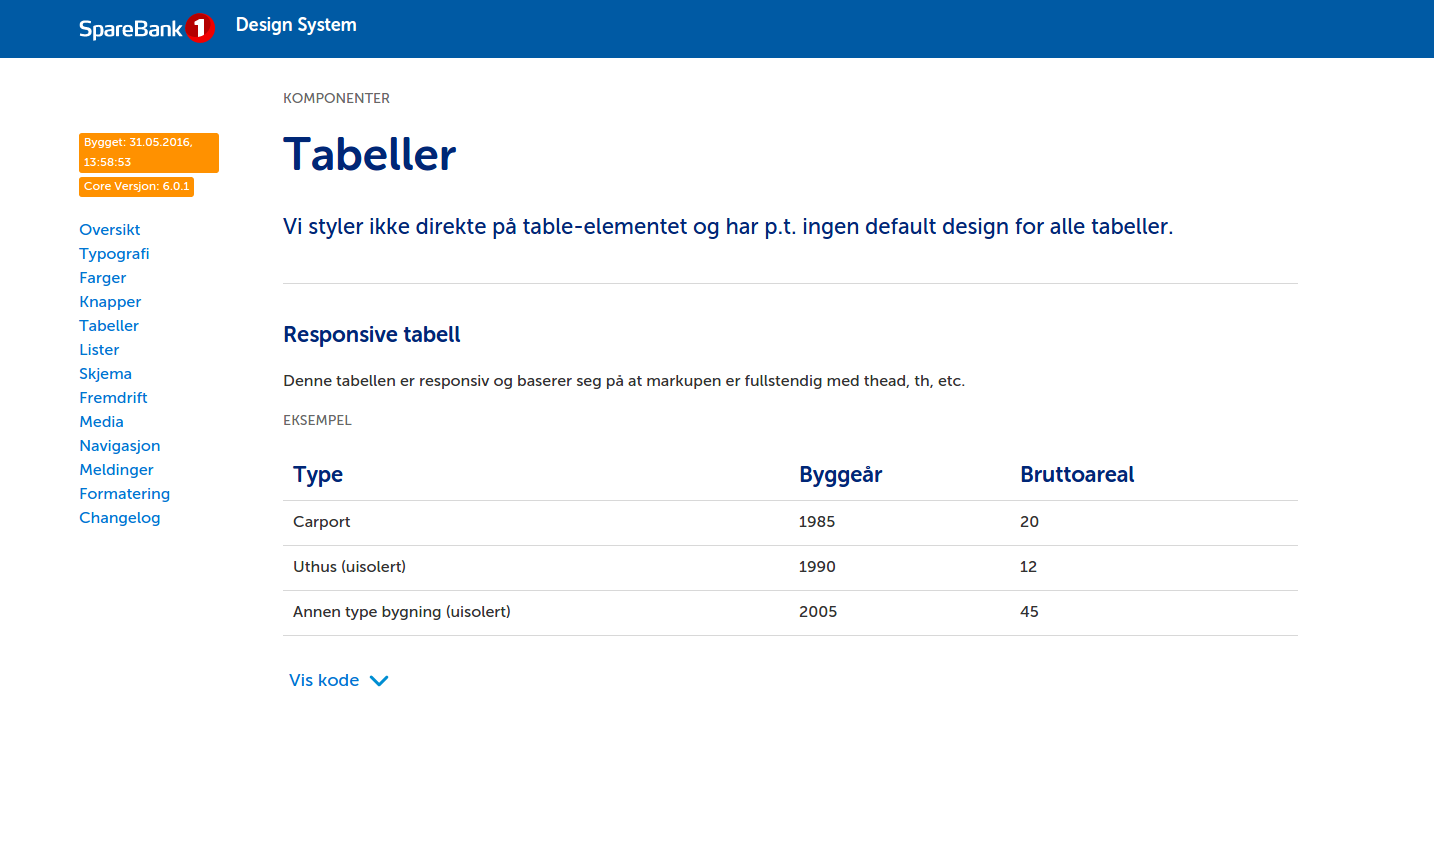 SpareBank 1 Design System
KOMPONENTER
Bygget: 31.05.2016,
13:58:53
Core Versjon: 6.0.1
Oversikt
Typografi
Farger
Knapper
Tabeller
Lister
Skjema
Fremdrift
Media
Navigasjon
Meldinger
Formatering
Changelog
Tabeller
Vi styler ikke direkte på table-elementet og har p.t. ingen default design for alle tabeller.
Responsive tabell
Denne tabellen er responsiv og baserer seg på at markupen er fullstendig med thead, th, etc.
EKSEMPEL
Type Byggeår Bruttoareal
Carport 1985 20
Uthus (uisolert) 1990 12
Annen type bygning (uisolert) 2005 45
Vis kode